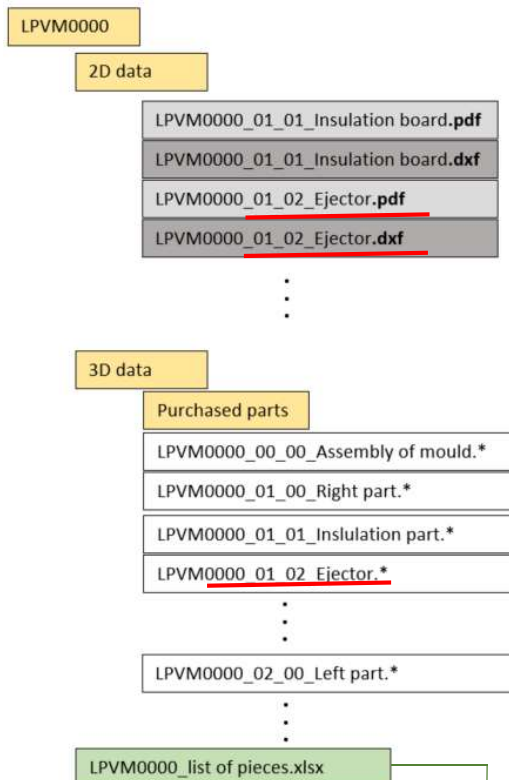 LPVM0000
2D data
LPVM0000_01_01_Insulation board.pdf
LPVM0000_01_01_Insulation board.dxf
LPVM0000_01_02_Ejector.pdf
LPVM0000_01_02_Ejector.dxf
3D data
Purchased parts
LPVM0000_00_00_Assembly of mould.*
LPVM0000_01_00_Right part.*
LPVM0000_01_01_Inslulation part.*
LPVM0000_01_02_Ejector.*
LPVM0000_02_00_Left part.*
LPVM0000_list of pieces.xlsx